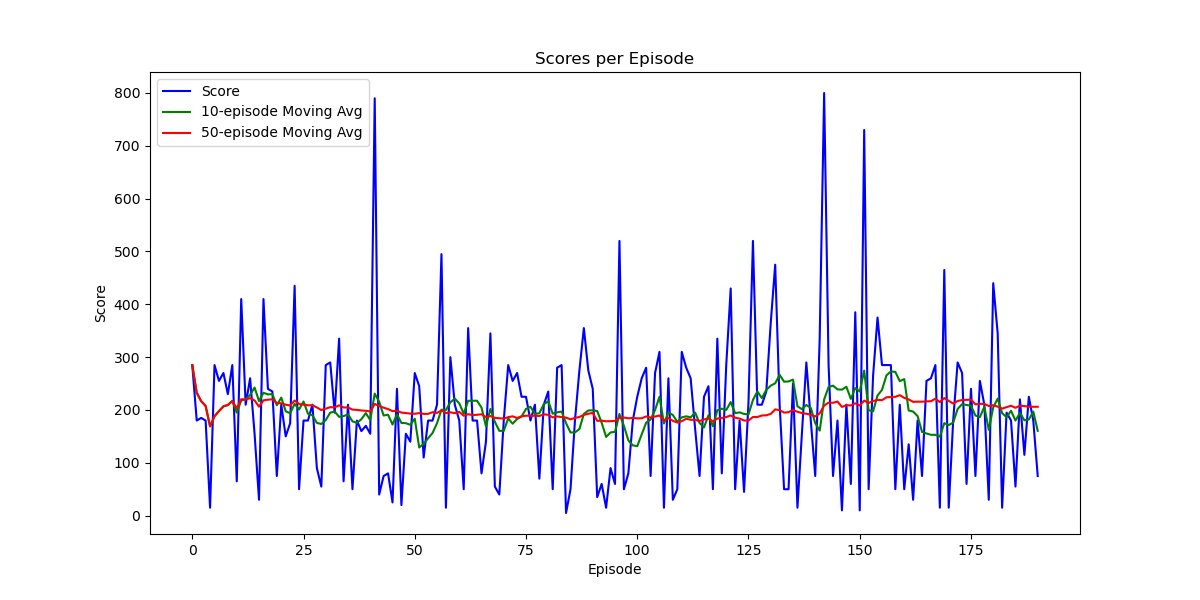 Scores per Episode
Score
10-episode Moving Avg
50-episode Moving Avg
800
700
600
500
400
300
200
100
0
Score
0 25 50 75 100 125 150 175
Episode